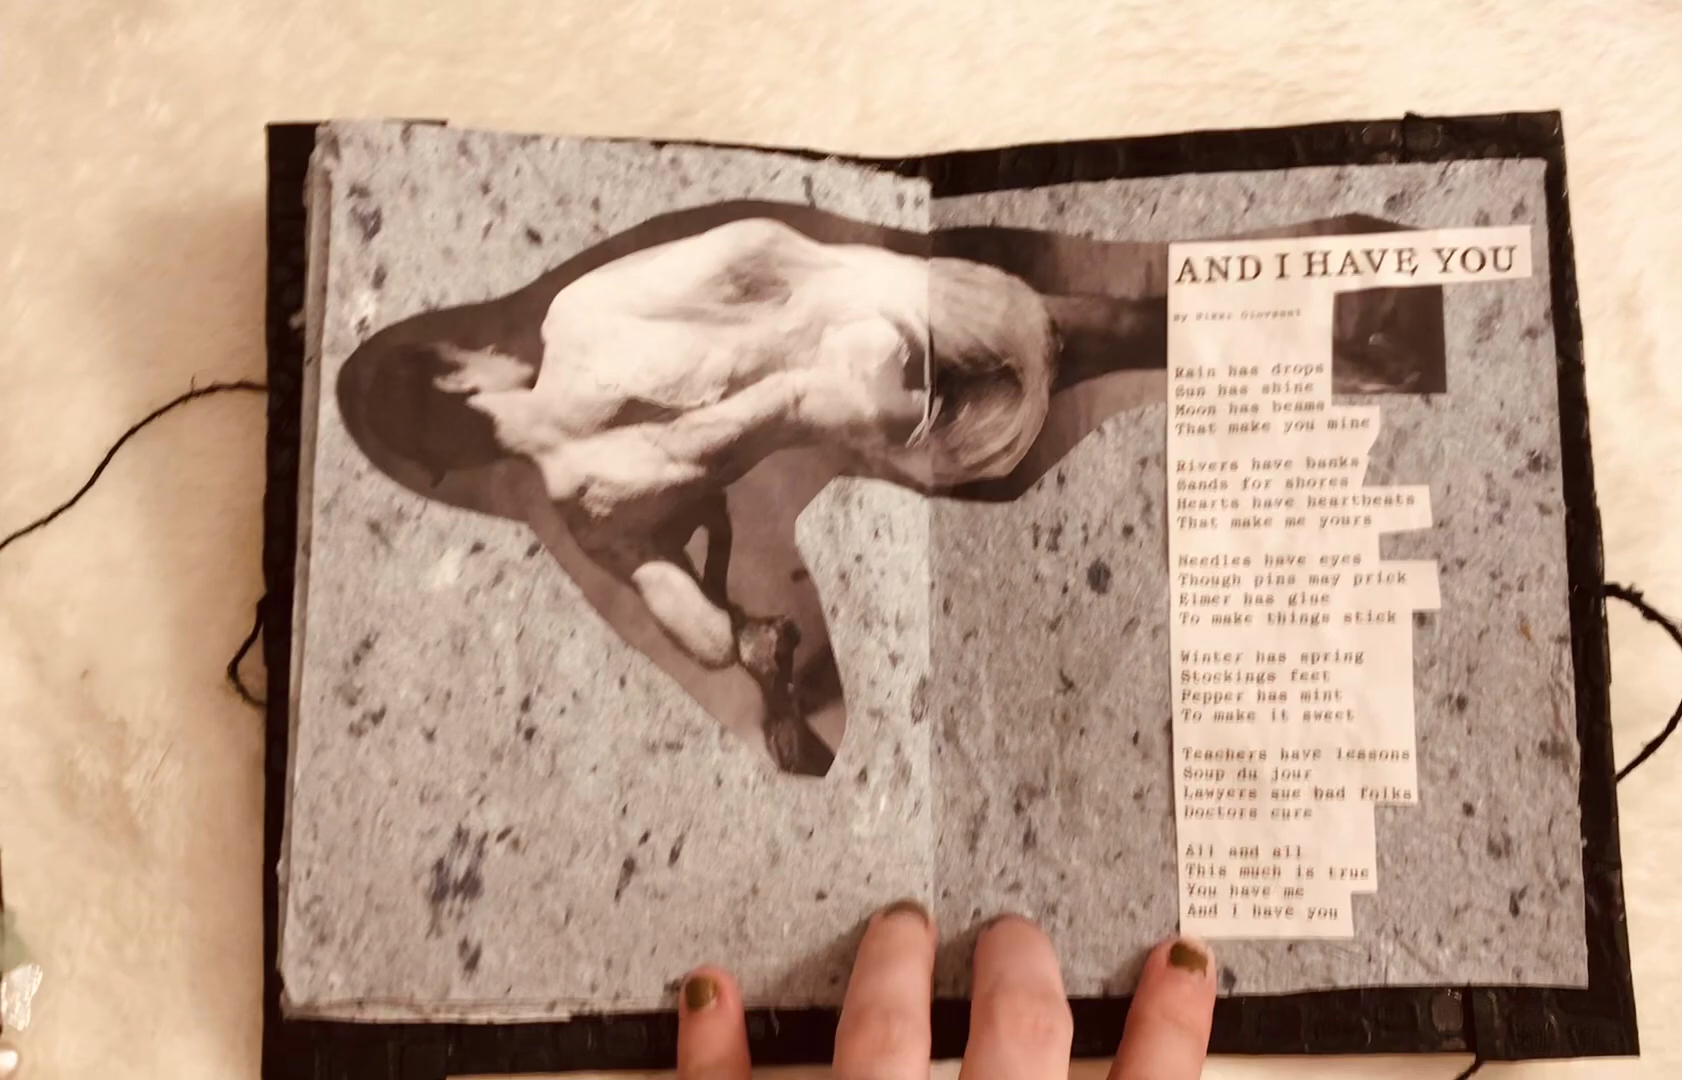 AND I HAVE YOU
By Nikki Giovanni
Rain has drops
Sun has shine
Moon has beams
That make you mine
Rivers have banks
Sands for shores
Hearts have heartbeats
That make me yours
Needles have eyes
Though pins may prick
Elmer has glue
To make things stick
Winter has spring
Stockings feet
Pepper has mint
To make it sweet
Teachers have lessons
Soup du jour
Lawyers sue bad folks
Doctors cure
All and all
This much is true
You have me
And I have you